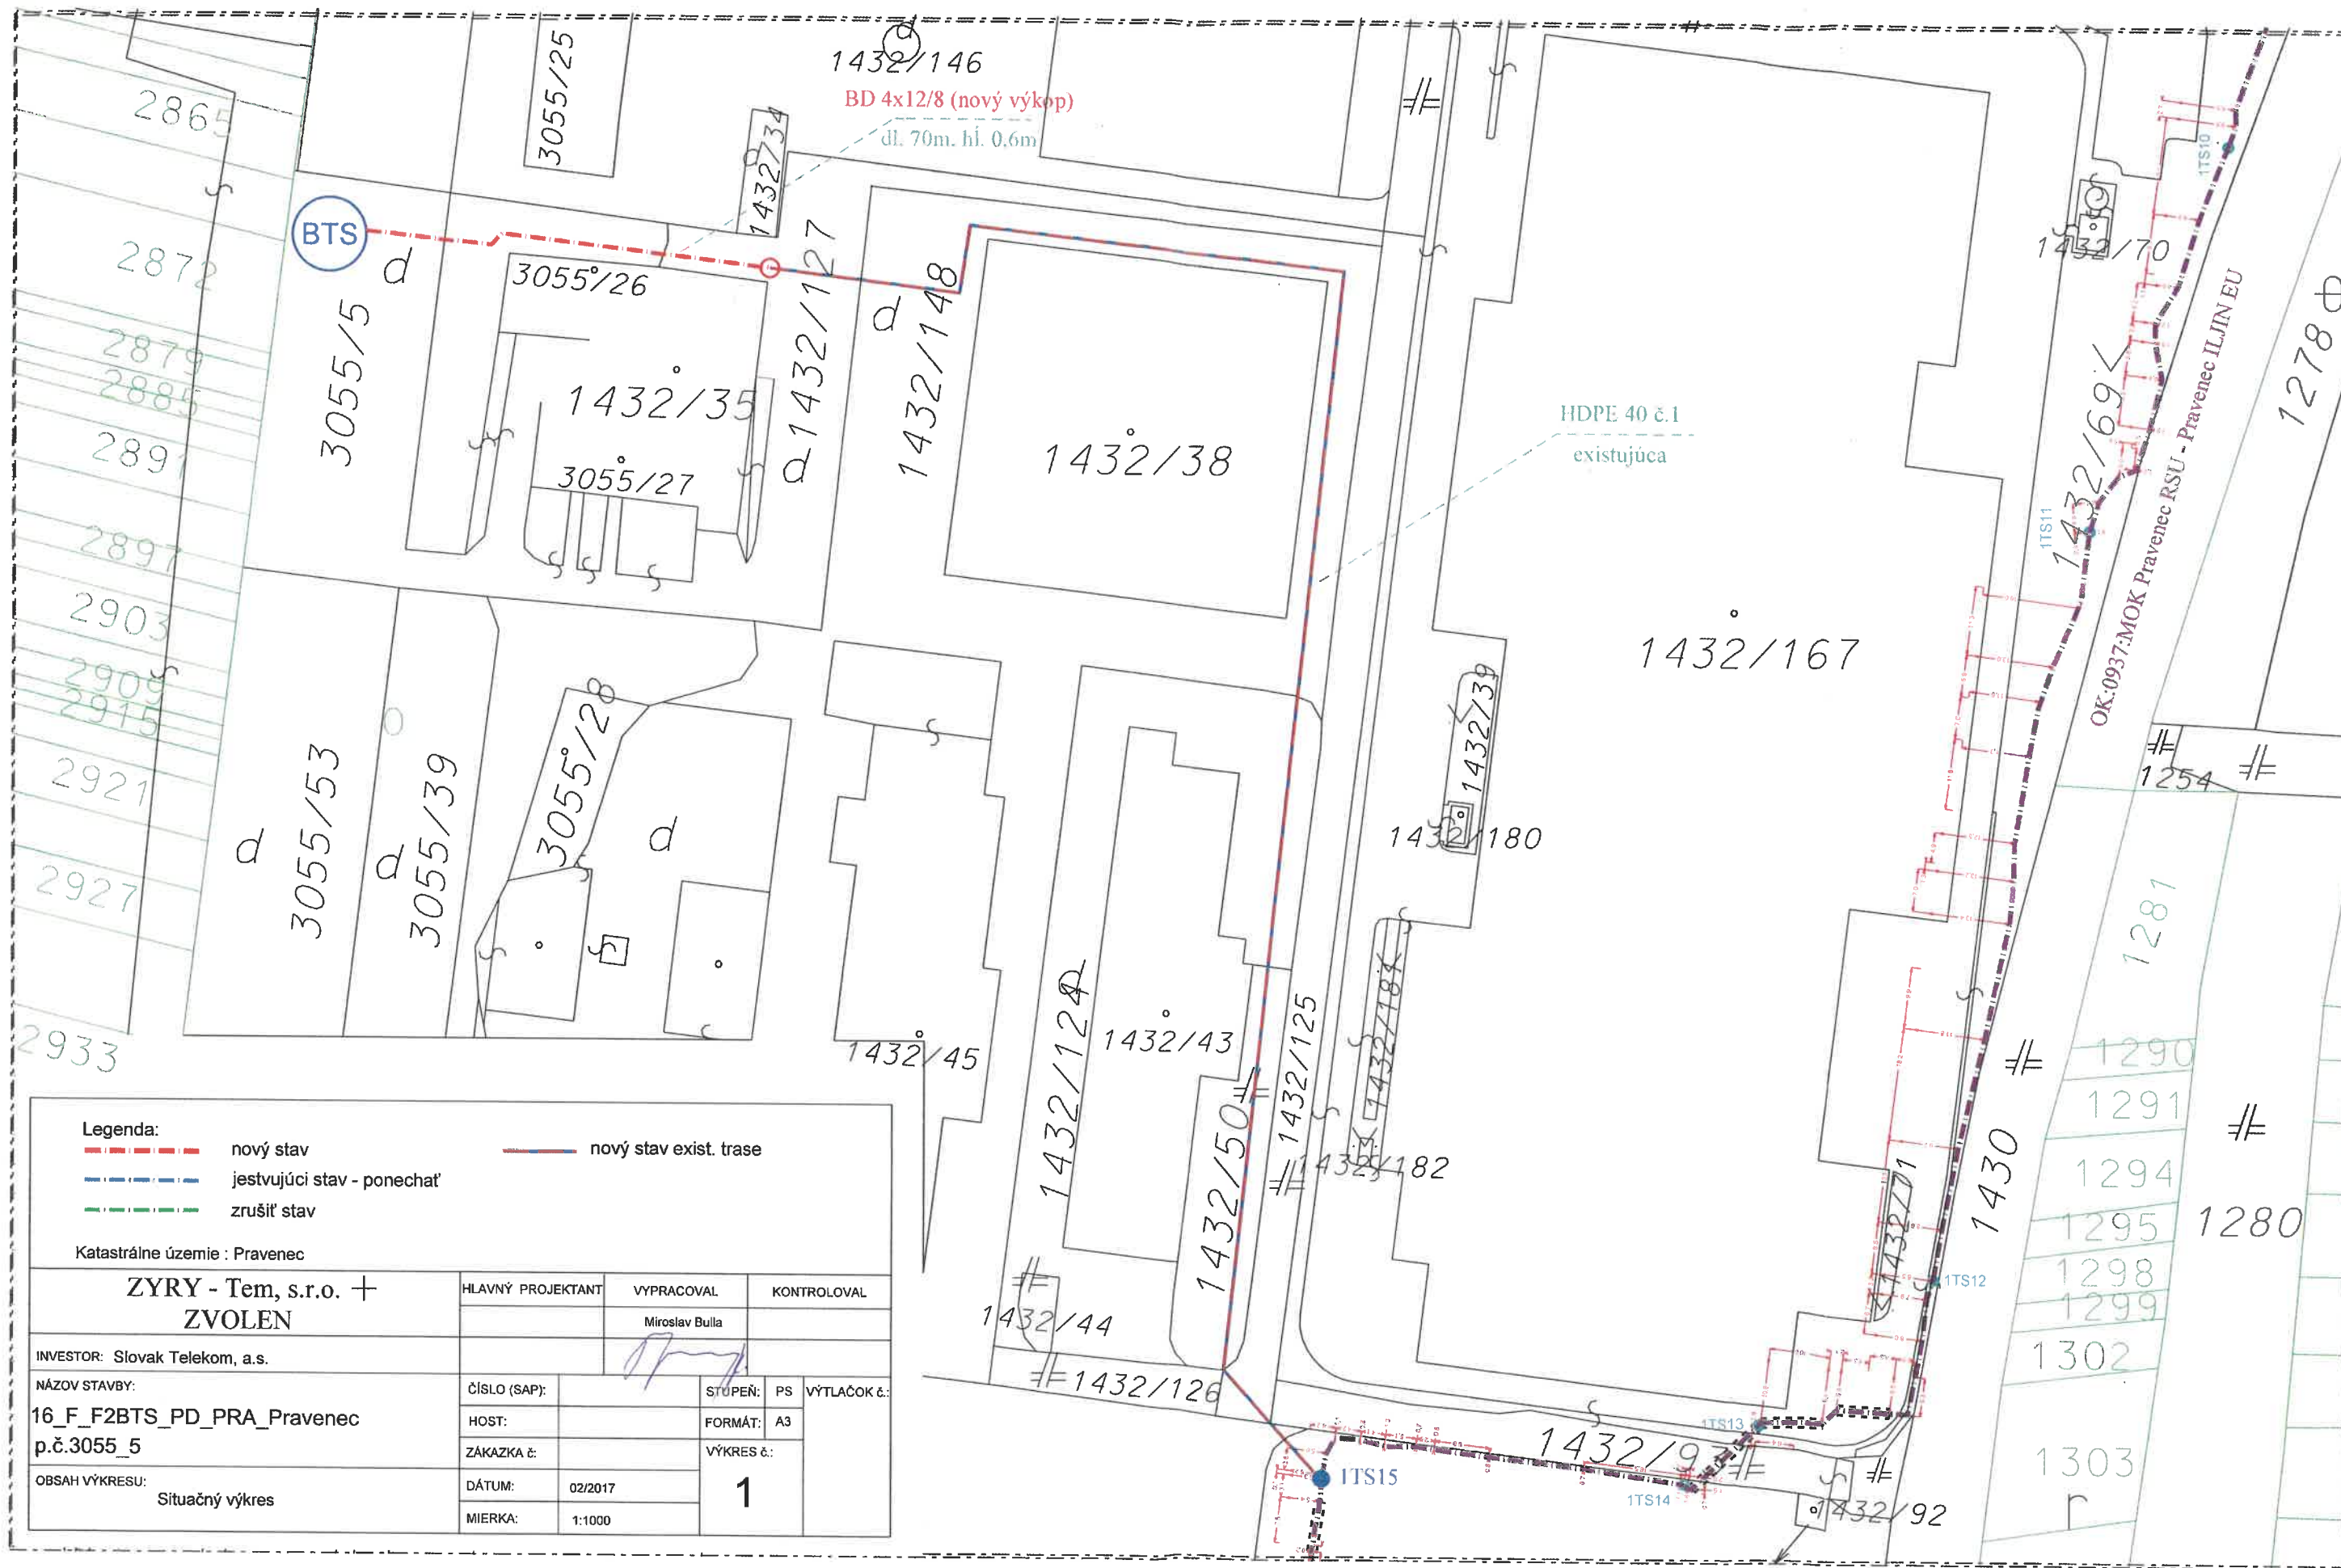 1432/146
BD 4x12/8 (nový výkop)
dl. 70m. hĺ. 0,6m
3055/25
1432/34
2865
BTS
d
3055/26
2872
3055/5
1432/127
d
1432/148
2879
2885
1432/35
d
2891
3055/27
1432/38
HDPE 40 č.1
existujúca
1TS10
1432/70
1278
1432/69
1TS11
OK:0937:MOK Pravenec RSU - Pravenec ILJIN EU
2897
2903
2909
2915
1432/167
2921
3055/53
d
3055/39
d
3055/28
d
1432/39
1432/180
1254
2927
1281
2933
1432/45
1432/124
1432/43
1432/125
1432/184
1432/50
1432/182
1290
1291
1294
1295
1280
1298
1299
1302
1303
r
1430
1432/71
1TS12
1432/44
1432/126
1TS13
1432/93
1TS14
1TS15
1432/92
Legenda:
nový stav
nový stav exist. trase
jestvujúci stav - ponechať
zrušiť stav
Katastrálne územie : Pravenec
ZYRY - Tem, s.r.o.
ZVOLEN
HLAVNÝ PROJEKTANT
VYPRACOVAL
KONTROLOVAL
Miroslav Bulla
INVESTOR: Slovak Telekom, a.s.
NÁZOV STAVBY:
16_F_F2BTS_PD_PRA_Pravenec
p.č.3055_5
ČÍSLO (SAP):
STUPEŇ:
PS
VÝTLAČOK č.:
HOST:
FORMÁT:
A3
ZÁKAZKA č:
VÝKRES č.:
1
OBSAH VÝKRESU:
Situačný výkres
DÁTUM:
02/2017
MIERKA:
1:1000